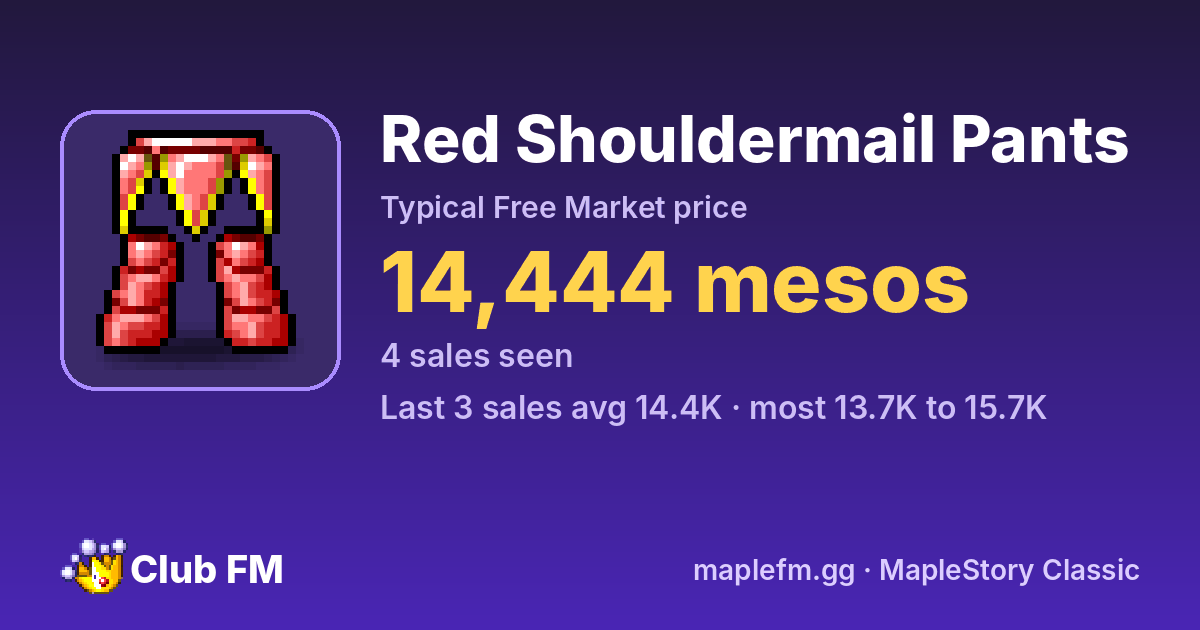 Red Shouldermail Pants
Typical Free Market price
14,444 mesos
4 sales seen
Last 3 sales avg 14.4K · most 13.7K to 15.7K
Club FM
maplefm.gg · MapleStory Classic